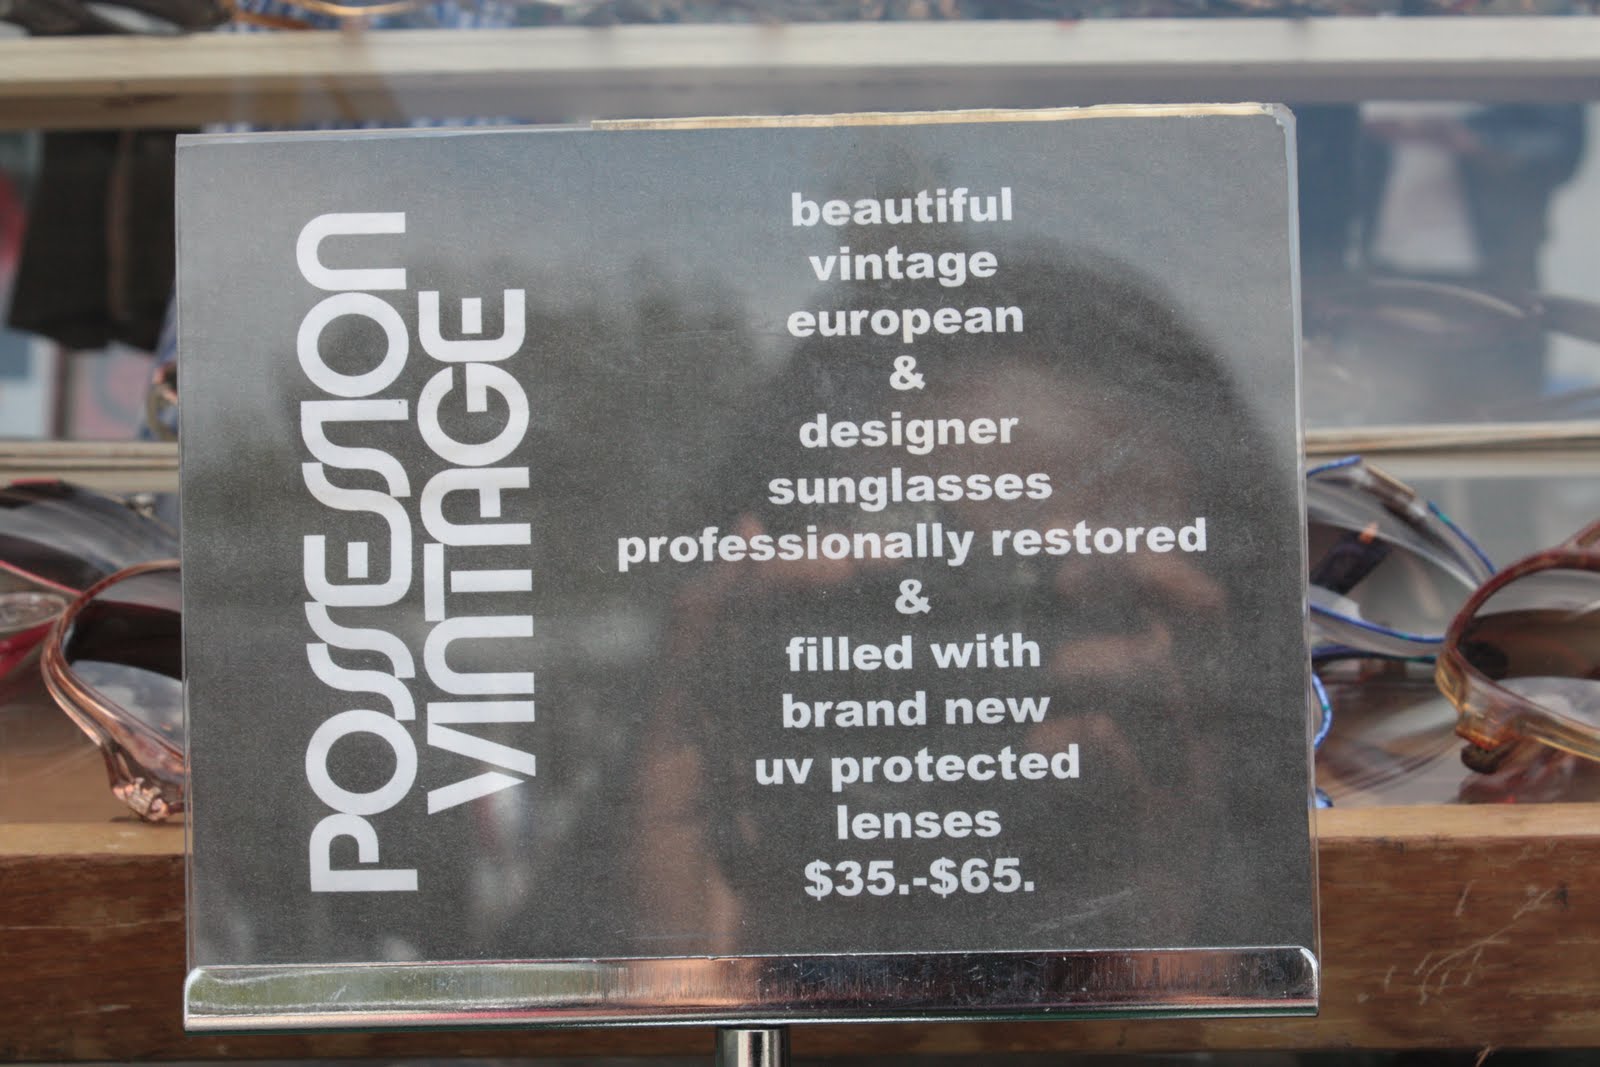 POSSESSION
VINTAGE
beautiful
vintage
european
&
designer
sunglasses
professionally restored
&
filled with
brand new
uv protected
lenses
$35.-$65.